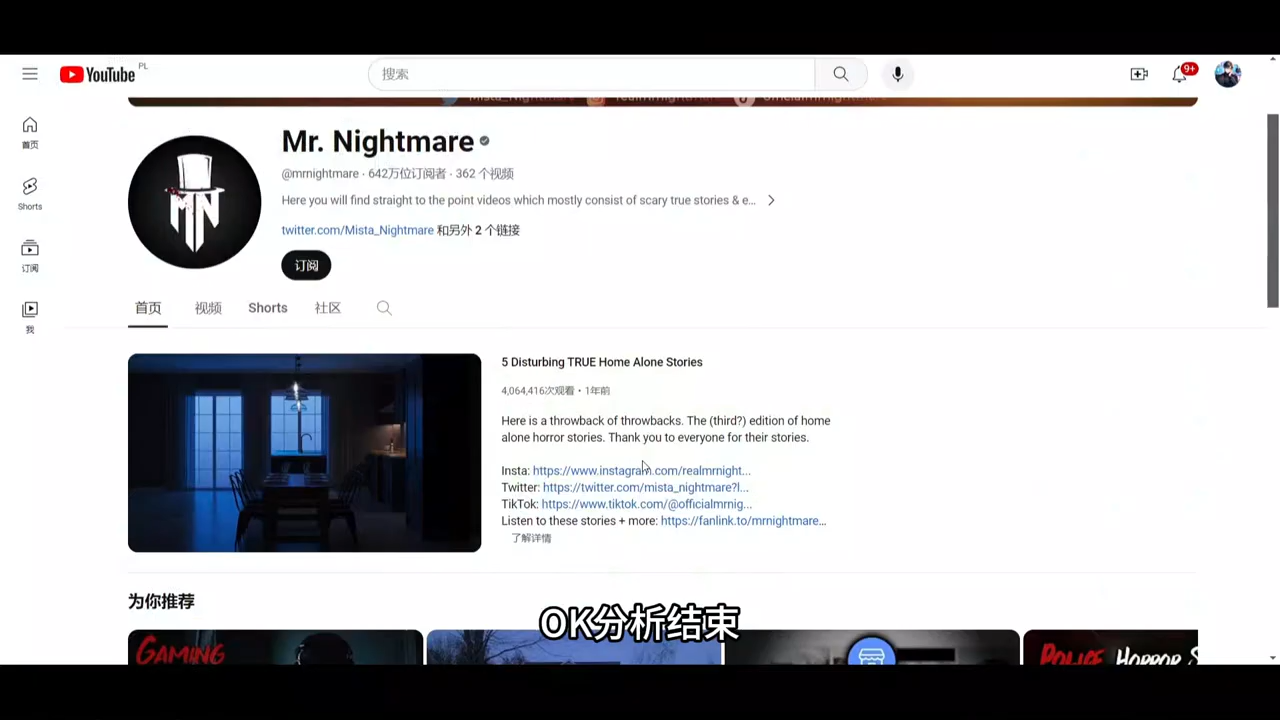 YouTube PL
搜索
9+
首页
Shorts
订阅
我
MN
Mr. Nightmare
@mrnightmare · 642万位订阅者 · 362 个视频
Here you will find straight to the point videos which mostly consist of scary true stories & e...
twitter.com/Mista_Nightmare 和另外 2 个链接
订阅
首页 视频 Shorts 社区
5 Disturbing TRUE Home Alone Stories
4,064,416次观看 · 1年前
Here is a throwback of throwbacks. The (third?) edition of home
alone horror stories. Thank you to everyone for their stories.
Insta: https://www.instagram.com/realmrnight...
Twitter: https://twitter.com/mista_nightmare?l...
TikTok: https://www.tiktok.com/@officialmrnig...
Listen to these stories + more: https://fanlink.to/mrnightmare...
了解详情
为你推荐
OK分析结束
GAMING
POLICE HORROR S